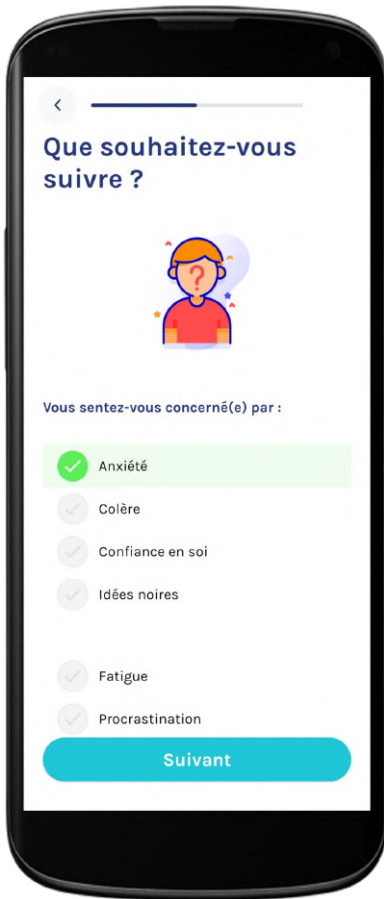 Que souhaitez-vous
suivre ?
?
Vous sentez-vous concerné(e) par :
Anxiété
Colère
Confiance en soi
Idées noires
Fatigue
Procrastination
Suivant